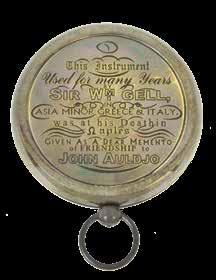 This Instrument
Used for many Years
SIR Wᴹ GELL,
IN
ASIA MINOR, GREECE & ITALY,
was at his Death in
Naples
GIVEN AS A DEAR MEMENTO
of FRIENDSHIP to
JOHN AULDJO